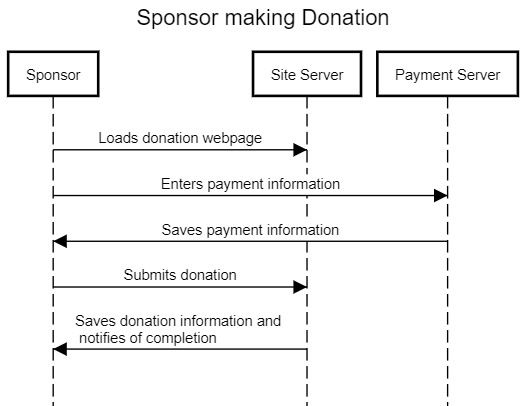 Sponsor making Donation
Sponsor
Site Server
Payment Server
Loads donation webpage
Enters payment information
Saves payment information
Submits donation
Saves donation information and
notifies of completion